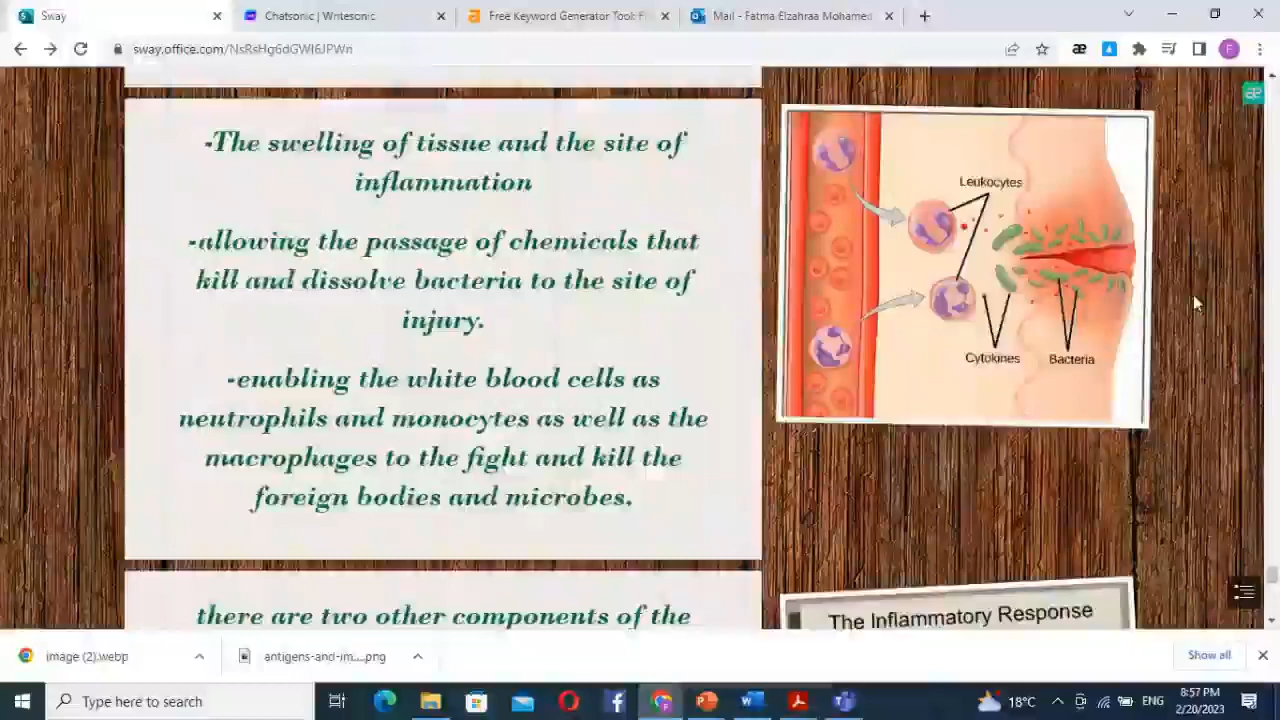 Sway
Chatsonic | Writesonic
Free Keyword Generator Tool: Fi
Mail - Fatma Elzahraa Mohamed
sway.office.com/NsRsHg6dGWI6JPWn
F
-The swelling of tissue and the site of
inflammation
-allowing the passage of chemicals that
kill and dissolve bacteria to the site of
injury.
-enabling the white blood cells as
neutrophils and monocytes as well as the
macrophages to the fight and kill the
foreign bodies and microbes.
Leukocytes
Cytokines
Bacteria
there are two other components of the
The Inflammatory Response
image (2).webp
antigens-and-im....png
Show all
Type here to search
18°C
ENG
8:57 PM
2/20/2023